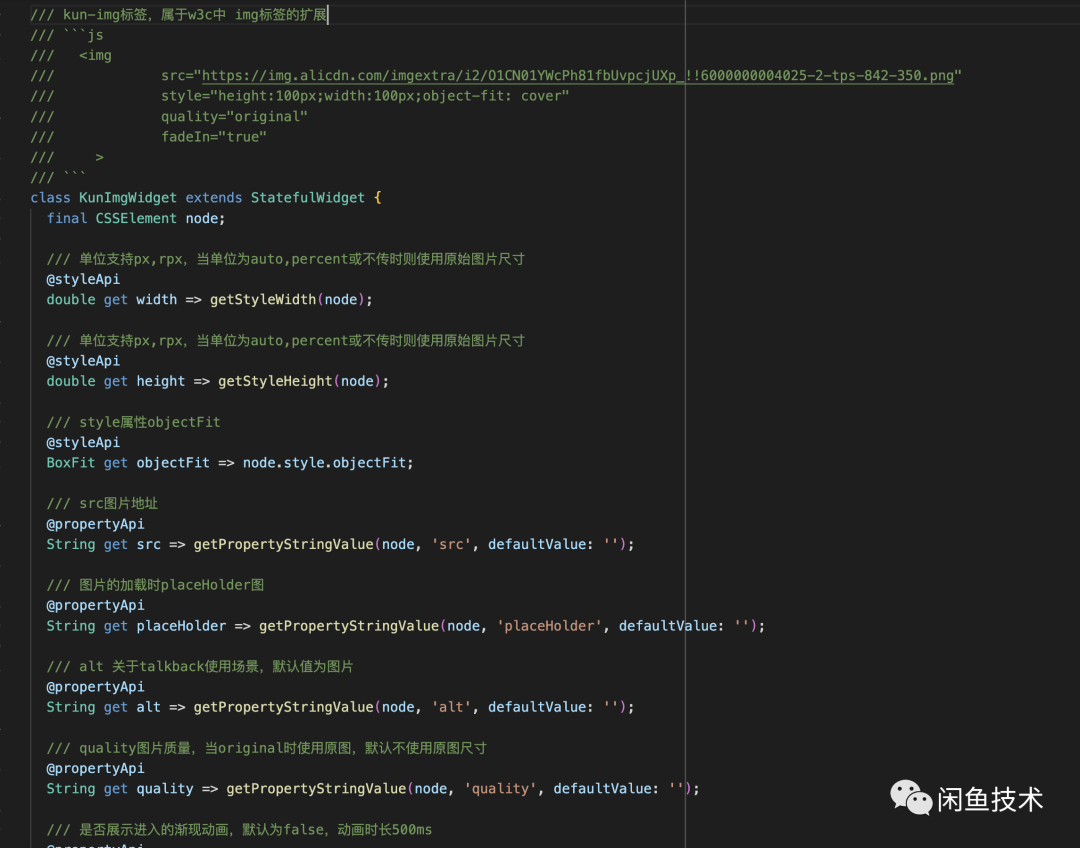 /// kun-img标签，属于w3c中 img标签的扩展
/// ```js
///   <img
///             src="https://img.alicdn.com/imgextra/i2/O1CN01YWcPh81fbUvpcjUXp_!!6000000004025-2-tps-842-350.png"
///             style="height:100px;width:100px;object-fit: cover"
///             quality="original"
///             fadeIn="true"
///     >
/// ```
class KunImgWidget extends StatefulWidget {
  final CSSElement node;
  /// 单位支持px,rpx，当单位为auto,percent或不传时则使用原始图片尺寸
  @styleApi
  double get width => getStyleWidth(node);
  /// 单位支持px,rpx，当单位为auto,percent或不传时则使用原始图片尺寸
  @styleApi
  double get height => getStyleHeight(node);
  /// style属性objectFit
  @styleApi
  BoxFit get objectFit => node.style.objectFit;
  /// src图片地址
  @propertyApi
  String get src => getPropertyStringValue(node, 'src', defaultValue: '');
  /// 图片的加载时placeHolder图
  @propertyApi
  String get placeHolder => getPropertyStringValue(node, 'placeHolder', defaultValue: '');
  /// alt 关于talkback使用场景，默认值为图片
  @propertyApi
  String get alt => getPropertyStringValue(node, 'alt', defaultValue: '');
  /// quality图片质量，当original时使用原图，默认不使用原图尺寸
  @propertyApi
  String get quality => getPropertyStringValue(node, 'quality', defaultValue: '');
  /// 是否展示进入的渐现动画，默认为false，动画时长500ms
  @propertyApi
闲鱼技术